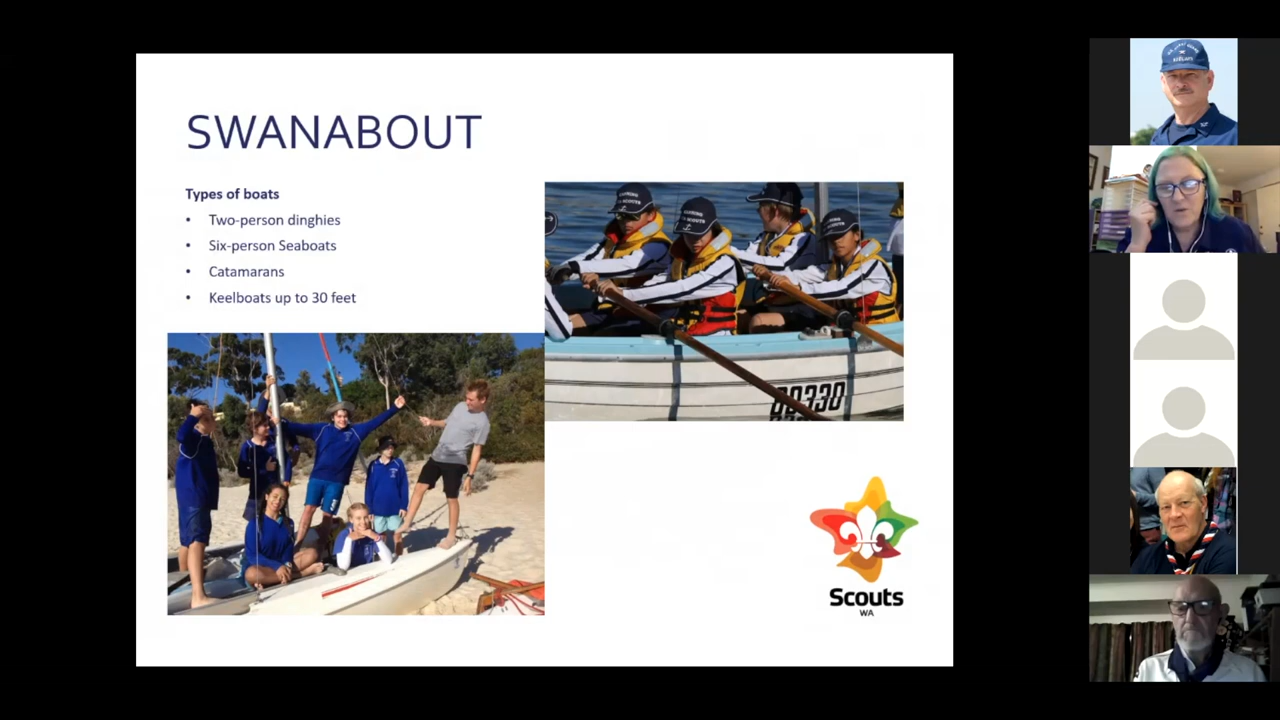 SWANABOUT
Types of boats
• Two-person dinghies
• Six-person Seaboats
• Catamarans
• Keelboats up to 30 feet
Scouts
WA